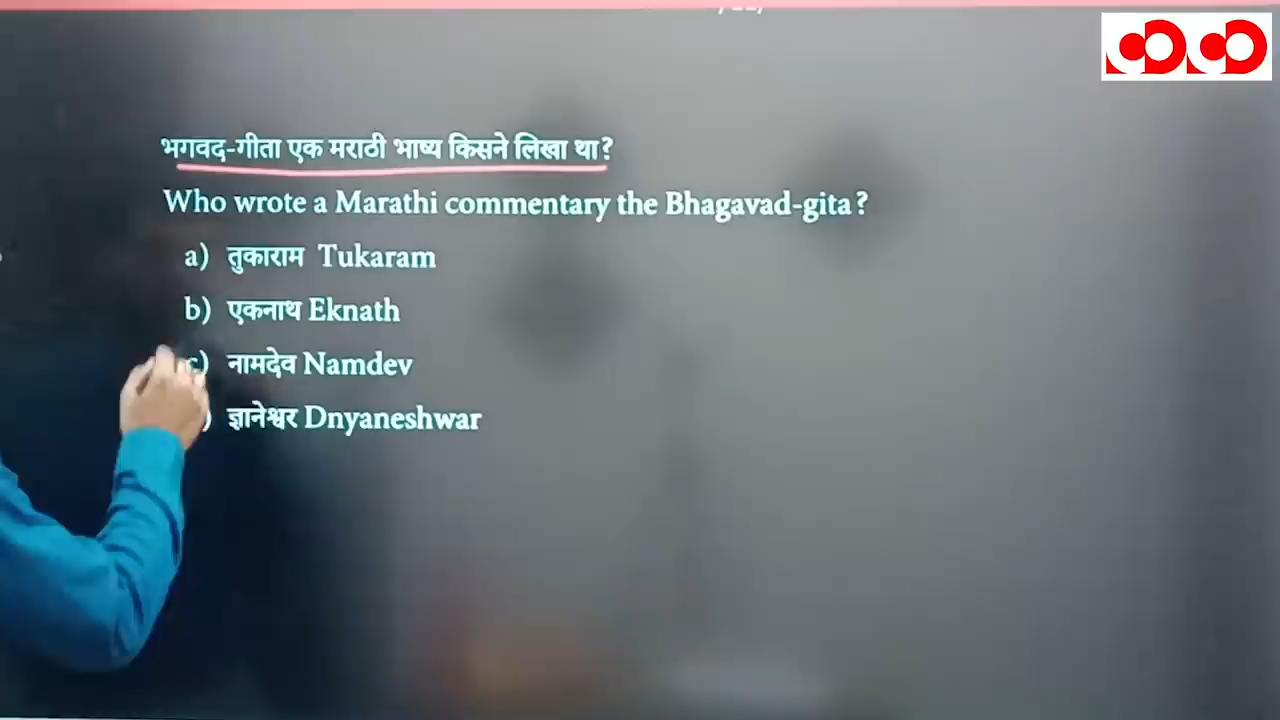 भगवद-गीता एक मराठी भाष्य किसने लिखा था?
Who wrote a Marathi commentary the Bhagavad-gita?
a) तुकाराम Tukaram
b) एकनाथ Eknath
c) नामदेव Namdev
) ज्ञानेश्वर Dnyaneshwar